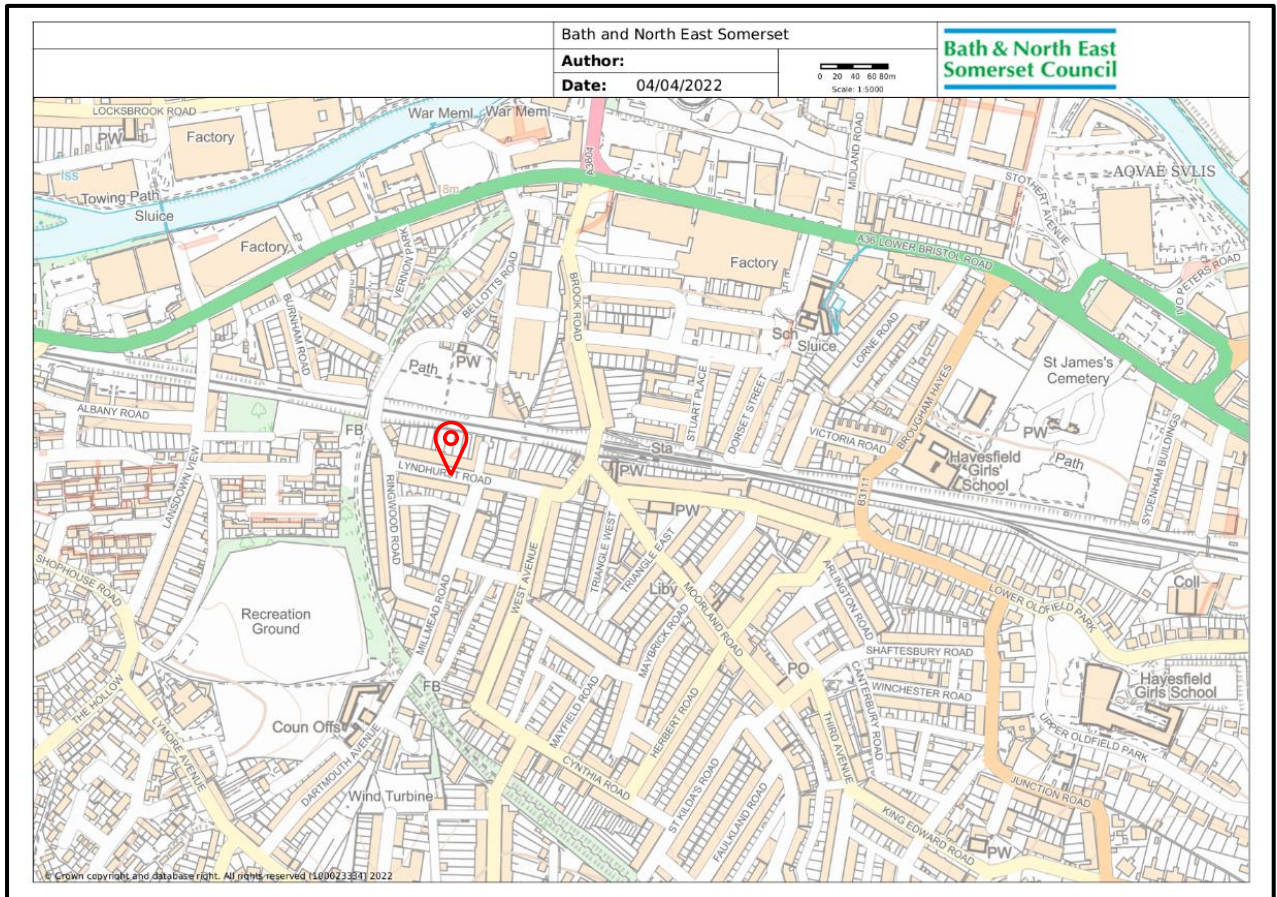 Bath and North East Somerset
Author:
Date: 04/04/2022
0 20 40 60 80m
Scale: 1:5000
Bath & North East
Somerset Council
LOCKSBROOK ROAD
PW
Factory
War Meml
War Meml
A3604
MIDLAND ROAD
STOTHERT AVENUE
AQVAE SVLIS
Iss
18m
Towing Path
Sluice
Factory
VERNON PARK
BELLOTTS ROAD
BROOK ROAD
Factory
A36 LOWER BRISTOL ROAD
IVO PETERS ROAD
BURNHAM ROAD
Sch
Sluice
LORNE ROAD
St James's
Cemetery
Path
PW
STUART PLACE
DORSET STREET
BROUGHAM HAYES
ALBANY ROAD
FB
Sta
VICTORIA ROAD
PW
Path
SYDENHAM BUILDINGS
LANSDOWN VIEW
LYNDHURST ROAD
PW
Hayesfield
Girls'
School
RINGWOOD ROAD
B3111
PW
SHOPHOUSE ROAD
TRIANGLE WEST
TRIANGLE EAST
Liby
MOORLAND ROAD
ARLINGTON ROAD
LOWER OLDFIELD PARK
Coll
Recreation
Ground
MILLMEAD ROAD
WEST AVENUE
MAYBRICK ROAD
SHAFTESBURY ROAD
PO
THE HOLLOW
FB
MAYFIELD ROAD
HERBERT ROAD
CANTERBURY ROAD
WINCHESTER ROAD
Hayesfield
Girls School
Coun Offs
LYMORE AVENUE
THIRD AVENUE
UPPER OLDFIELD PARK
DARTMOUTH AVENUE
CYNTHIA ROAD
Wind Turbine
ST KILDA'S ROAD
FAULKLAND ROAD
JUNCTION ROAD
KING EDWARD ROAD
PW
© Crown copyright and database right. All rights reserved (100023334) 2022